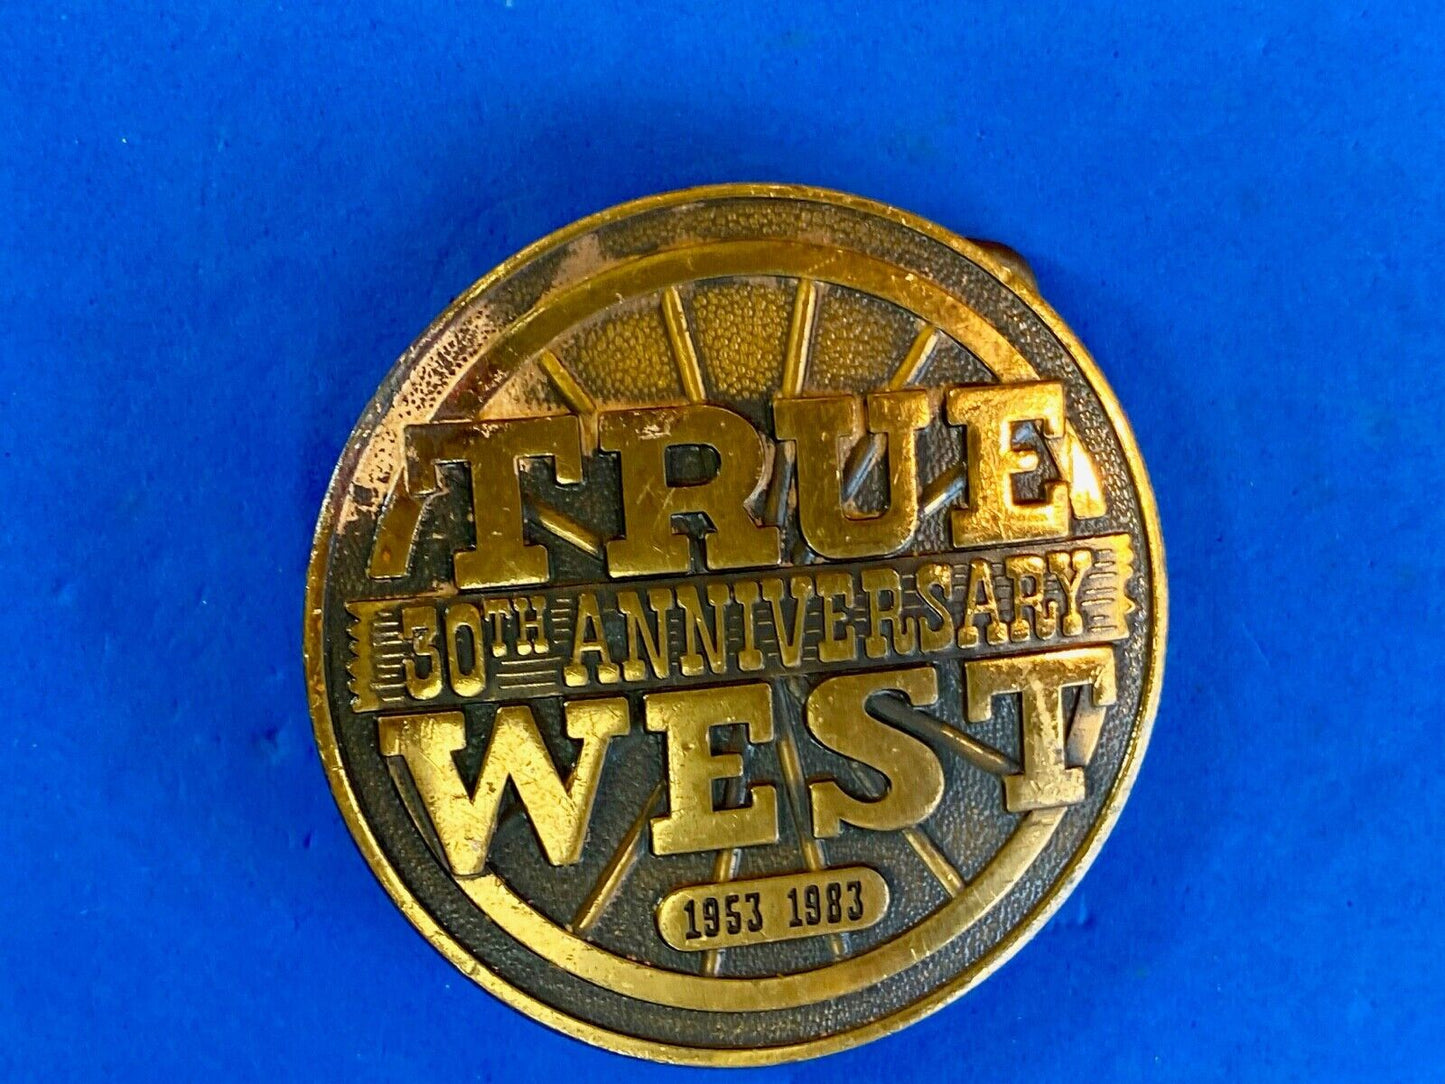 TRUE
30TH ANNIVERSARY
WEST
1953 1983